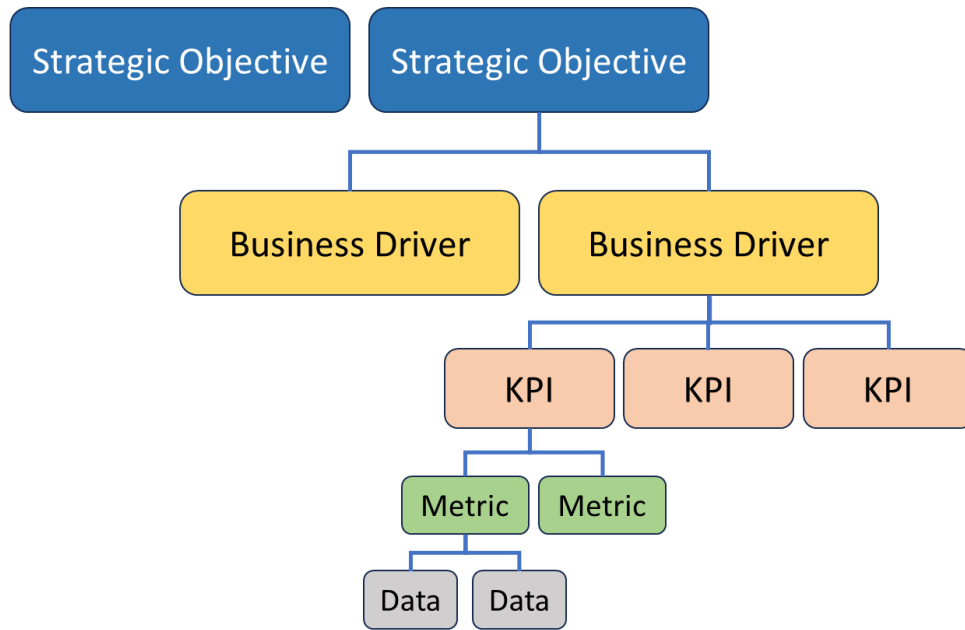 Strategic Objective
Strategic Objective
Business Driver
Business Driver
KPI
KPI
KPI
Metric
Metric
Data
Data